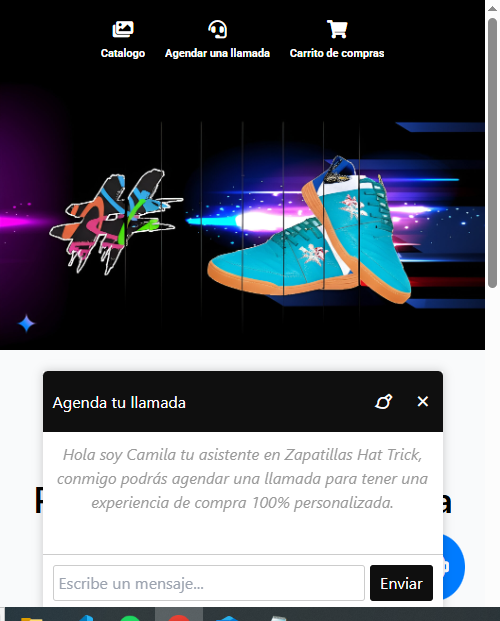 Catalogo
Agendar una llamada
Carrito de compras
Agenda tu llamada
Hola soy Camila tu asistente en Zapatillas Hat Trick,
conmigo podrás agendar una llamada para tener una
experiencia de compra 100% personalizada.
Escribe un mensaje...
Enviar